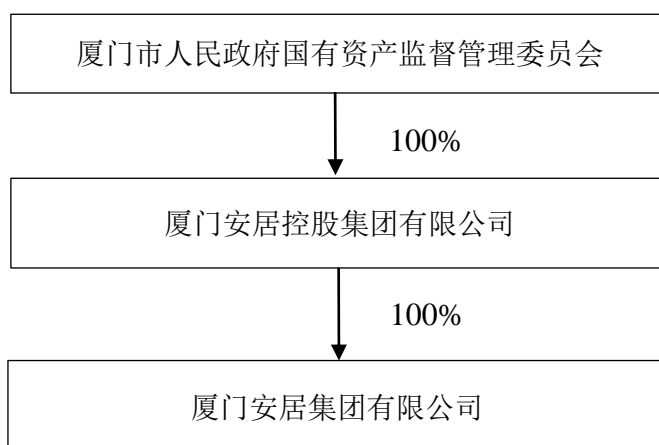 厦门市人民政府国有资产监督管理委员会
100%
厦门安居控股集团有限公司
100%
厦门安居集团有限公司